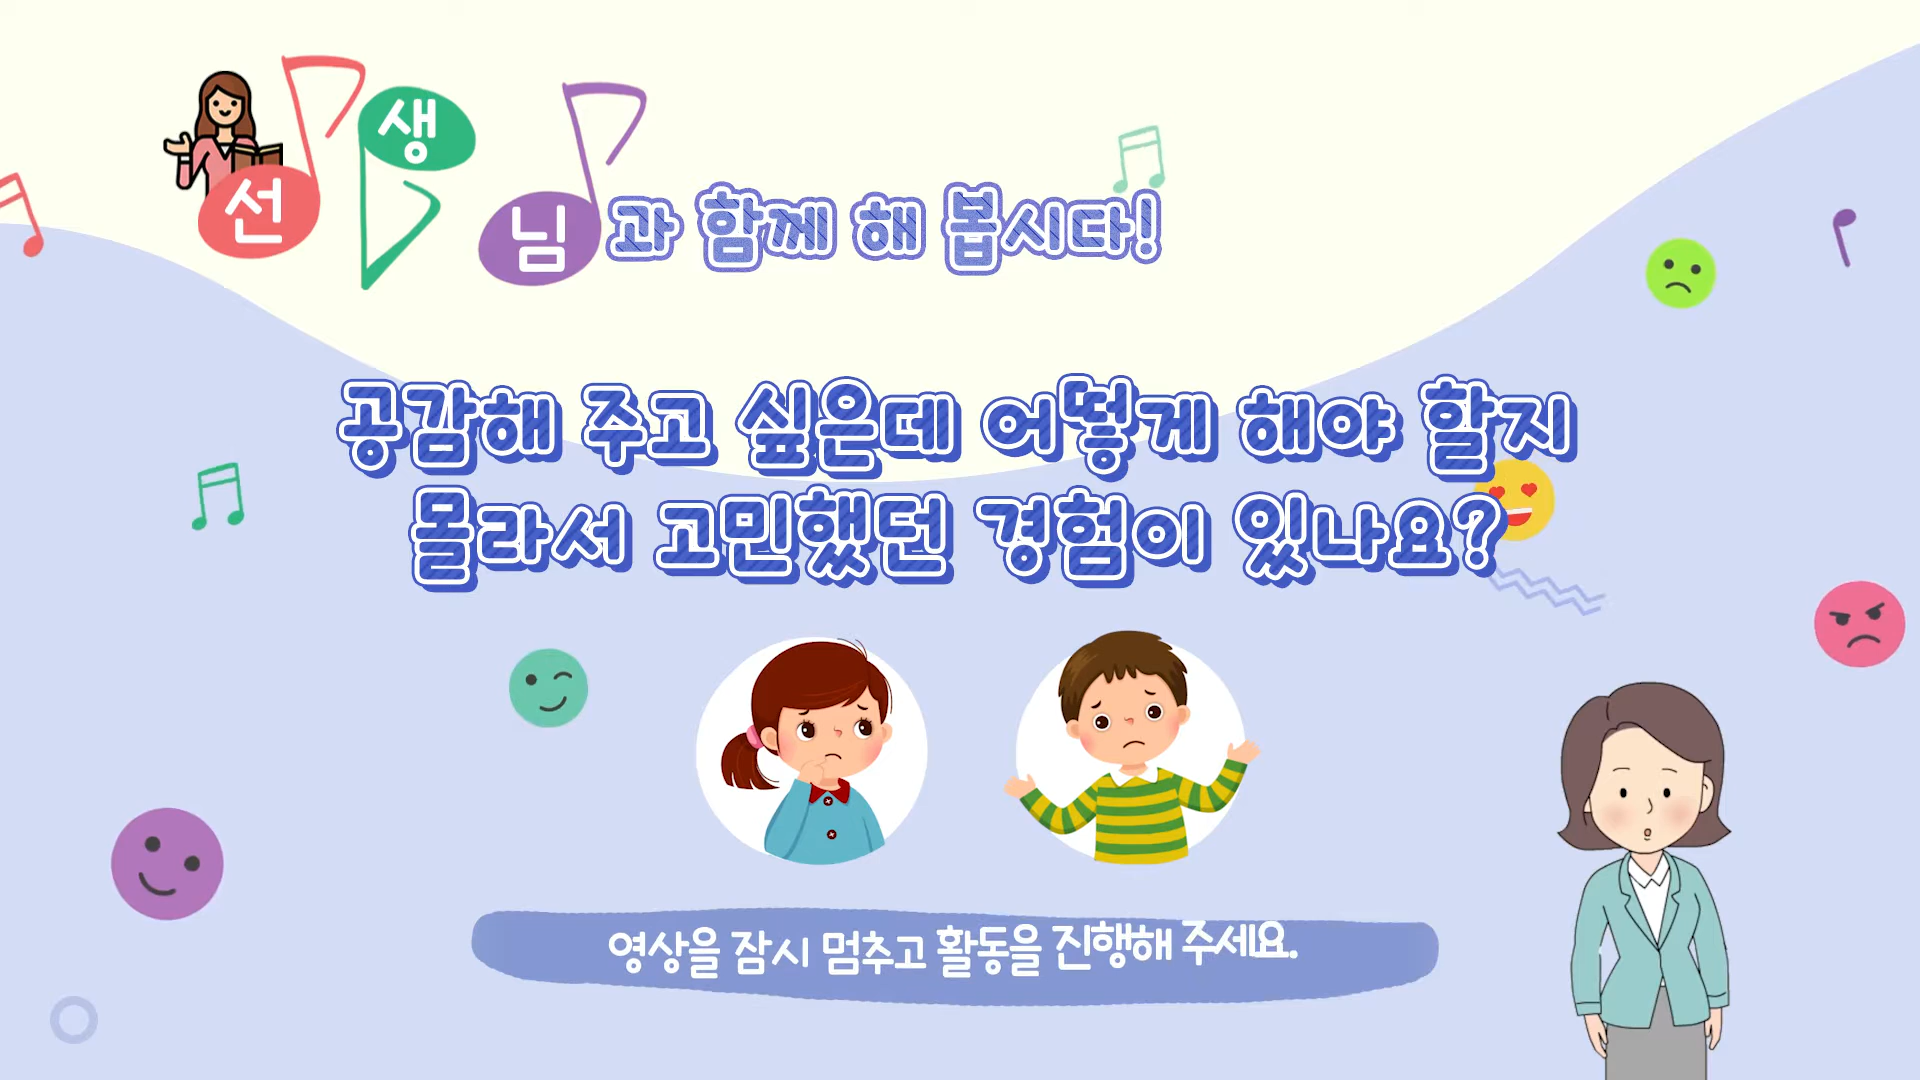 선생님과 함께 해 봅시다!
공감해 주고 싶은데 어떻게 해야 할지
몰라서 고민했던 경험이 있나요?
영상을 잠시 멈추고 활동을 진행해 주세요.